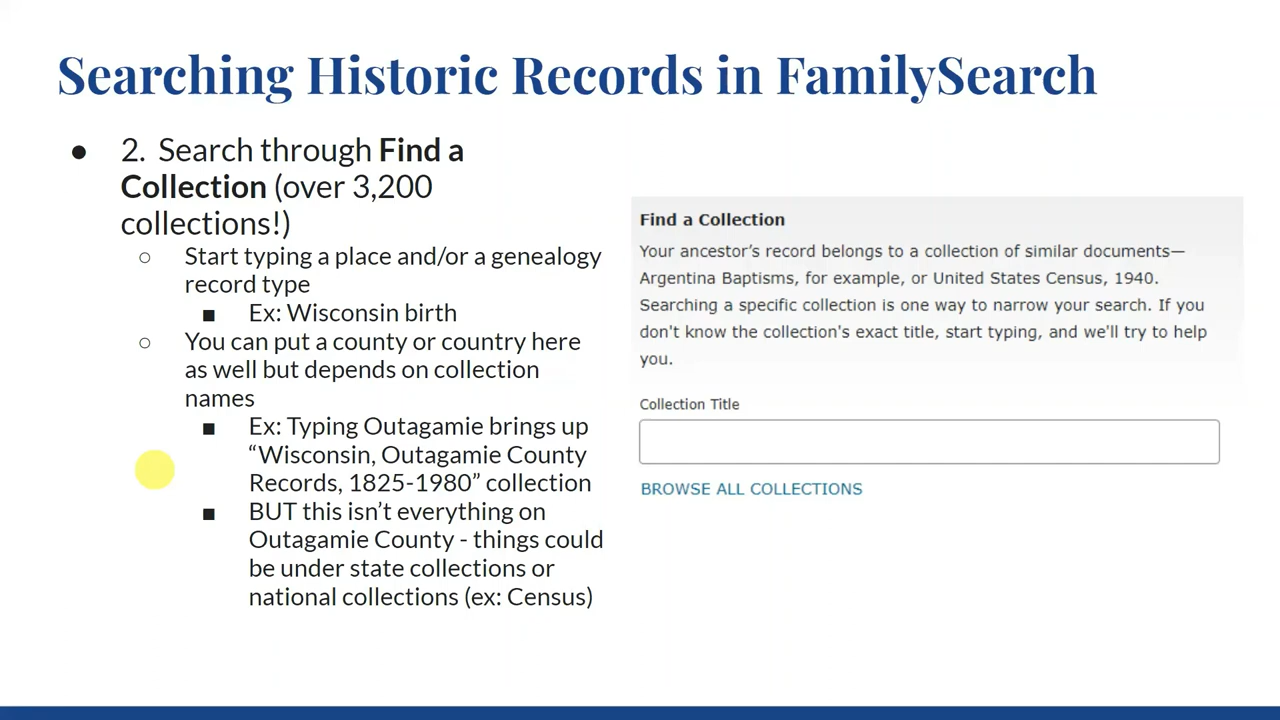 Searching Historic Records in FamilySearch
● 2. Search through Find a
Collection (over 3,200
collections!)
○ Start typing a place and/or a genealogy
record type
■ Ex: Wisconsin birth
○ You can put a county or country here
as well but depends on collection
names
■ Ex: Typing Outagamie brings up
“Wisconsin, Outagamie County
Records, 1825-1980” collection
■ BUT this isn’t everything on
Outagamie County - things could
be under state collections or
national collections (ex: Census)
Find a Collection
Your ancestor’s record belongs to a collection of similar documents—
Argentina Baptisms, for example, or United States Census, 1940.
Searching a specific collection is one way to narrow your search. If you
don't know the collection's exact title, start typing, and we'll try to help
you.
Collection Title
BROWSE ALL COLLECTIONS